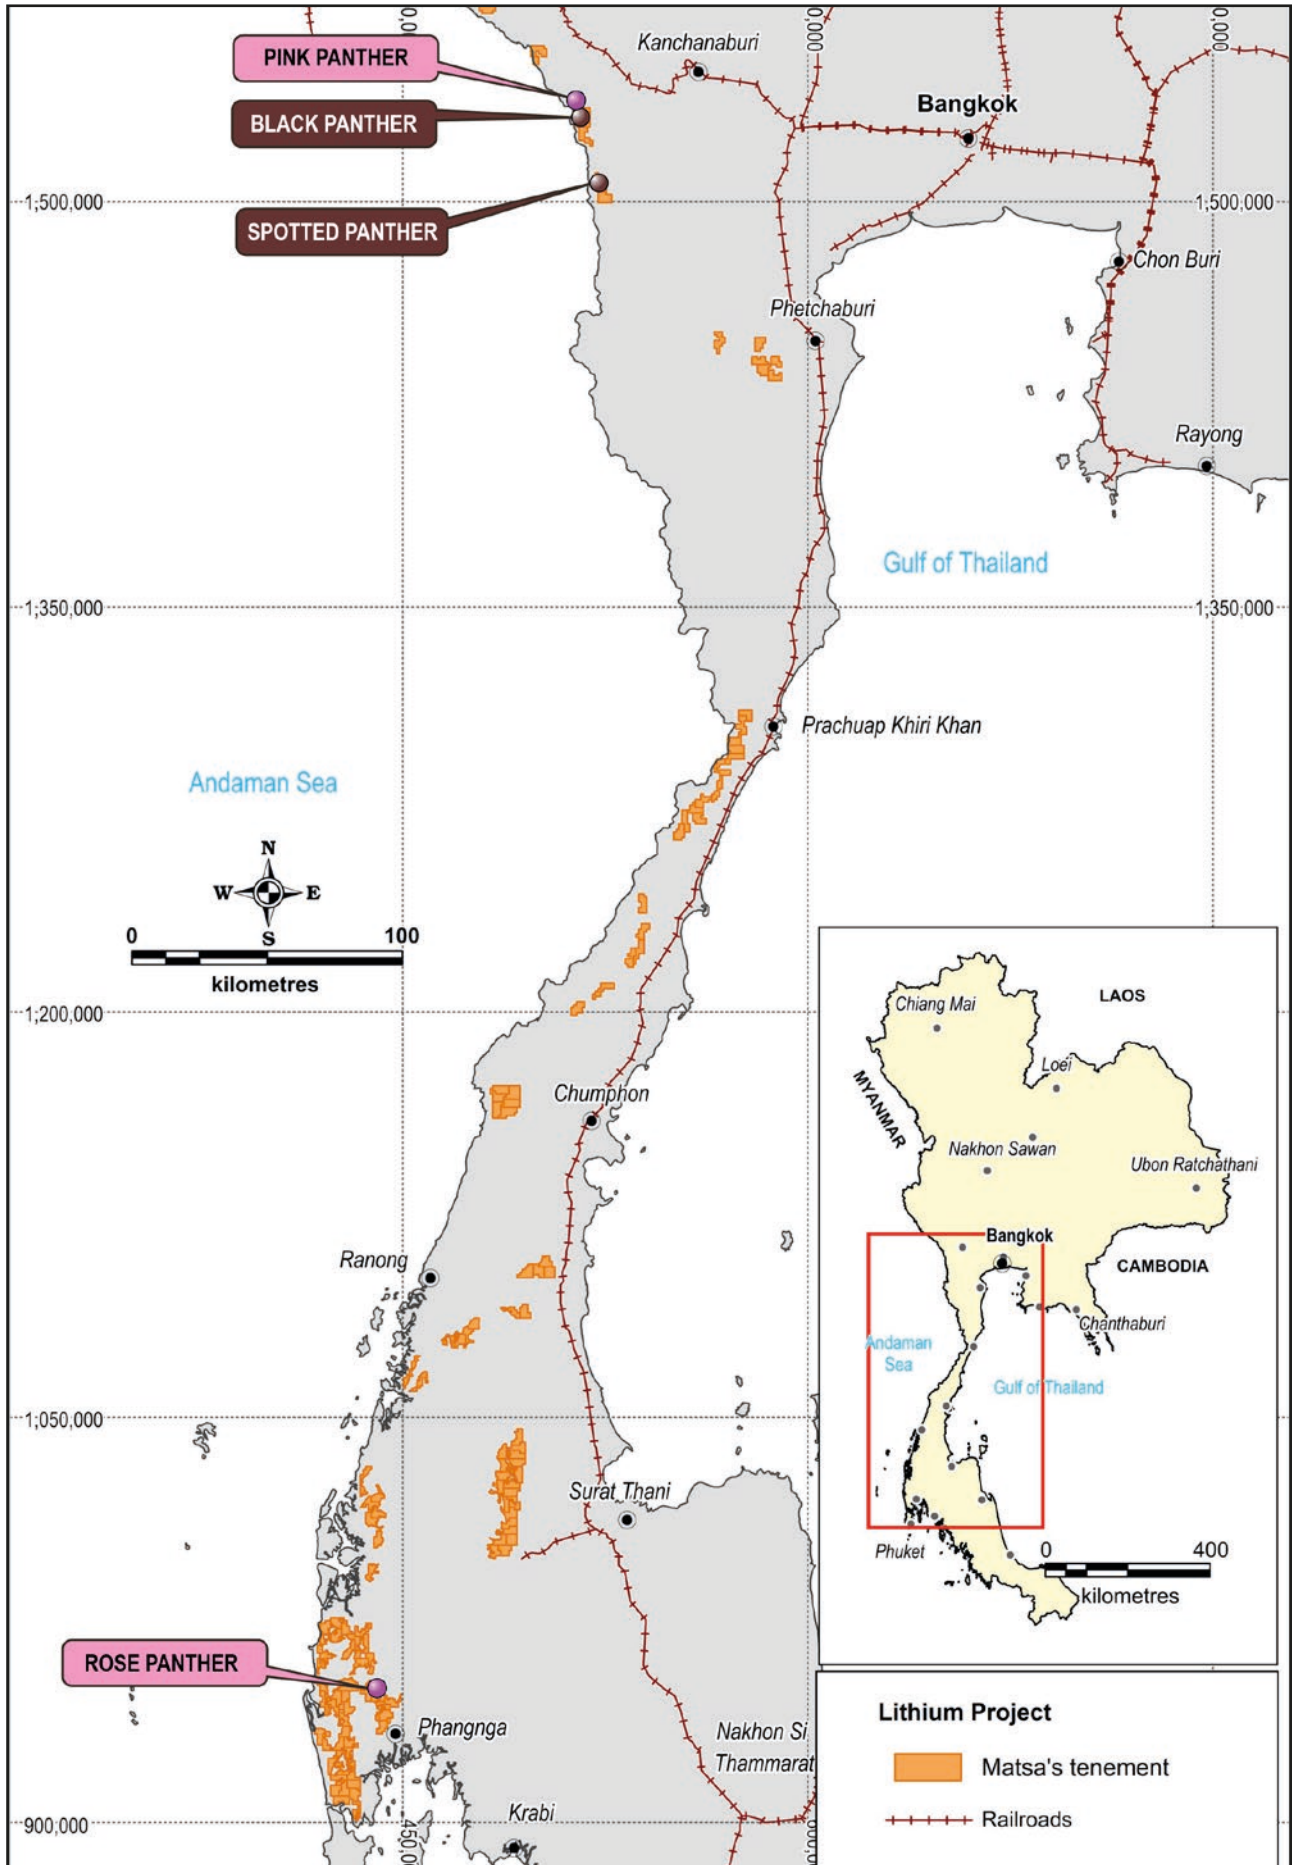 Kanchanaburi
PINK PANTHER
Bangkok
BLACK PANTHER
1,500,000
1,500,000
SPOTTED PANTHER
Chon Buri
Phetchaburi
Rayong
Gulf of Thailand
1,350,000
1,350,000
Prachuap Khiri Khan
Andaman Sea
N
W
E
S
0
100
kilometres
1,200,000
Chumphon
Ranong
1,050,000
Surat Thani
ROSE PANTHER
Phangnga
Nakhon Si
Thammarat
Krabi
900,000
Chiang Mai
LAOS
Loei
MYANMAR
Nakhon Sawan
Ubon Ratchathani
Bangkok
CAMBODIA
Chanthaburi
Andaman
Sea
Gulf of Thailand
Phuket
0
400
kilometres
Lithium Project
Matsa's tenement
Railroads